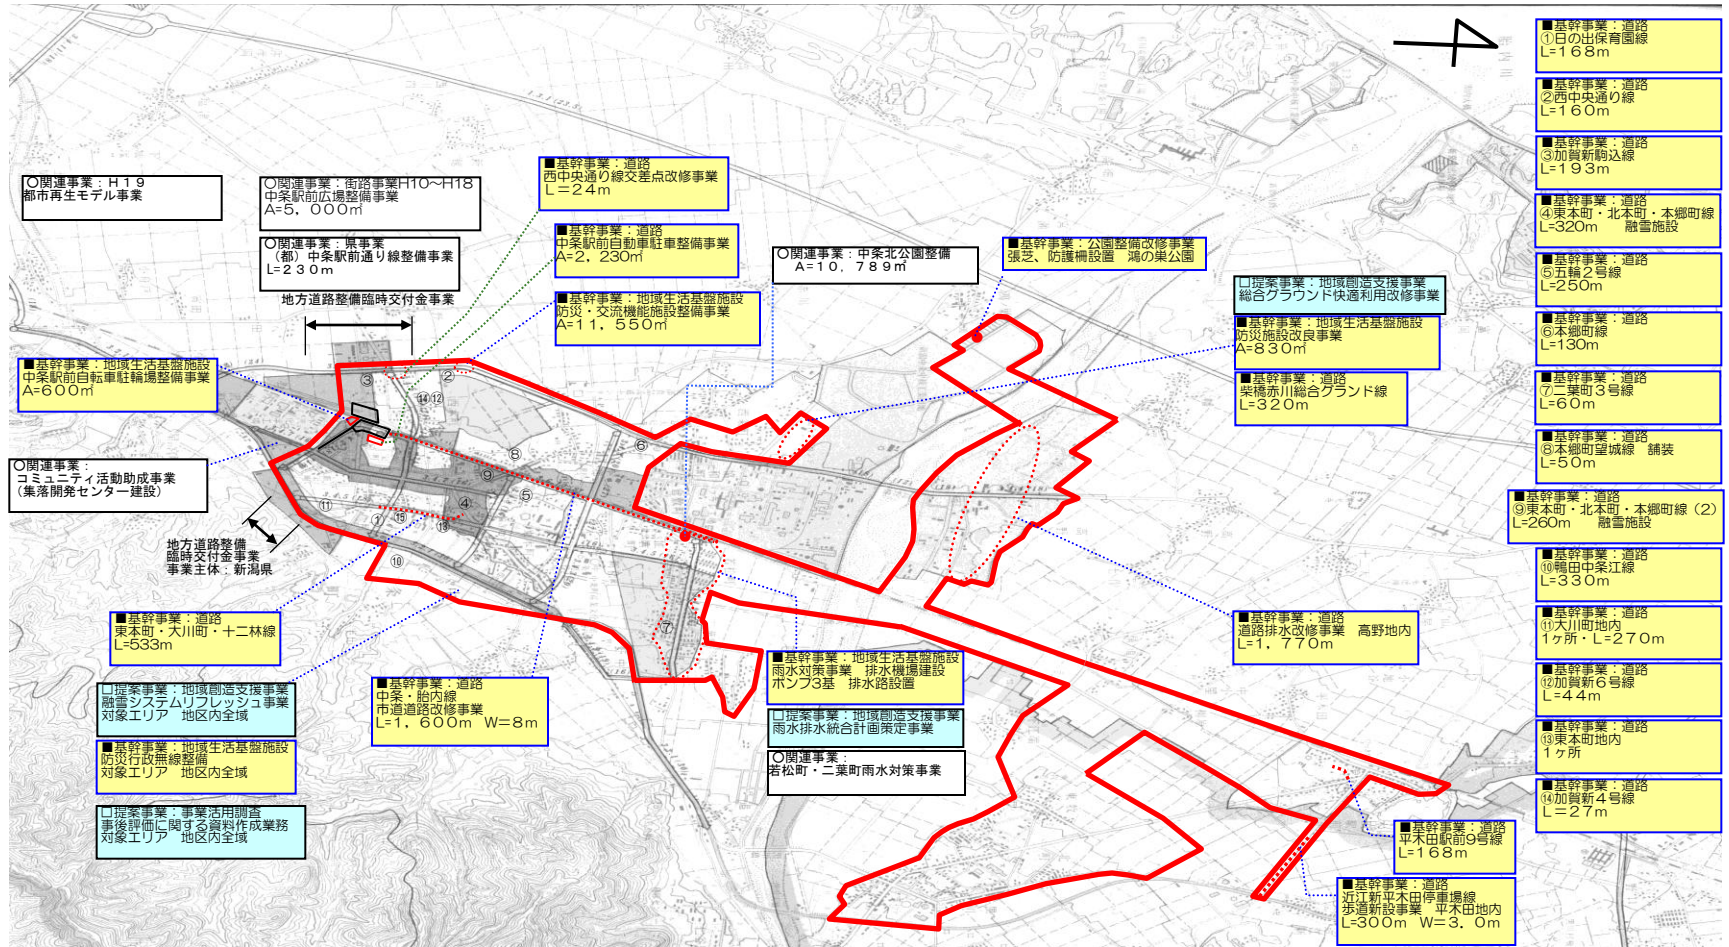 ○関連事業：Ｈ１９
都市再生モデル事業
○関連事業：街路事業H10～H18
中条駅前広場整備事業
A=5，000㎡
○関連事業：県事業
（都）中条駅前通り線整備事業
L=２３０m
地方道路整備臨時交付金事業
■基幹事業：道路
西中央通り線交差点改修事業
L＝24m
■基幹事業：道路
中条駅前自動車駐車整備事業
A=2，230㎡
■基幹事業：地域生活基盤施設
防災・交流機能施設整備事業
A=11，550㎡
○関連事業：中条北公園整備
A=10，789㎡
■基幹事業：公園整備改修事業
張芝、防護柵設置　鴻の巣公園
□提案事業：地域創造支援事業
総合グラウンド快適利用改修事業
■基幹事業：地域生活基盤施設
防災施設改良事業
A=830㎡
■基幹事業：道路
柴橋赤川総合グランド線
L=320m
■基幹事業：地域生活基盤施設
中条駅前自転車駐輪場整備事業
A=600㎡
○関連事業：
コミュニティ活動助成事業
（集落開発センター建設）
地方道路整備
臨時交付金事業
事業主体：新潟県
■基幹事業：道路
東本町・大川町・十二林線
L=533m
□提案事業：地域創造支援事業
融雪システムリフレッシュ事業
対象エリア　地区内全域
■基幹事業：地域生活基盤施設
防災行政無線整備
対象エリア　地区内全域
□提案事業：事業活用調査
事後評価に関する資料作成業務
対象エリア　地区内全域
■基幹事業：道路
中条・胎内線
市道道路改修事業
L=1，600m　W=8m
■基幹事業：地域生活基盤施設
雨水対策事業　排水機場建設
ポンプ3基　排水路設置
□提案事業：地域創造支援事業
雨水排水統合計画策定事業
○関連事業：
若松町・二葉町雨水対策事業
■基幹事業：道路
道路排水改修事業　高野地内
L=1，770m
■基幹事業：道路
平木田駅前9号線
L=168m
■基幹事業：道路
近江新平木田停車場線
歩道新設事業　平木田地内
L=300m　W=3．0m
■基幹事業：道路
①日の出保育園線
L=168m
■基幹事業：道路
②西中央通り線
L=160m
■基幹事業：道路
③加賀新駒込線
L=193m
■基幹事業：道路
④東本町・北本町・本郷町線
L=320m　　融雪施設
■基幹事業：道路
⑤五輪２号線
L=250m
■基幹事業：道路
⑥本郷町線
L=130m
■基幹事業：道路
⑦二葉町３号線
L=60m
■基幹事業：道路
⑧本郷町望城線　舗装
L=50m
■基幹事業：道路
⑨東本町・北本町・本郷町線（2）
L=260m　　融雪施設
■基幹事業：道路
⑩鴨田中条江線
L=330m
■基幹事業：道路
⑪大川町地内
1ヶ所・L=270m
■基幹事業：道路
⑫加賀新６号線
L=44m
■基幹事業：道路
⑬東本町地内
1ヶ所
■基幹事業：道路
⑭加賀新４号線
L=27m
③
②
⑭⑫
⑥
⑧
⑨
⑤
④
⑪
①
⑮
⑬
⑩
⑦